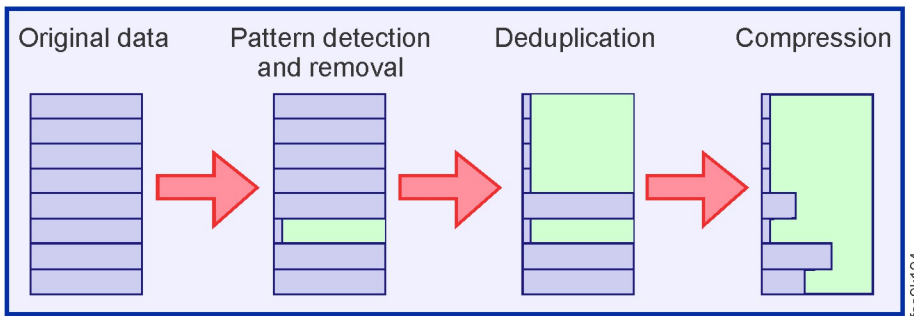 Original data
Pattern detection
and removal
Deduplication
Compression